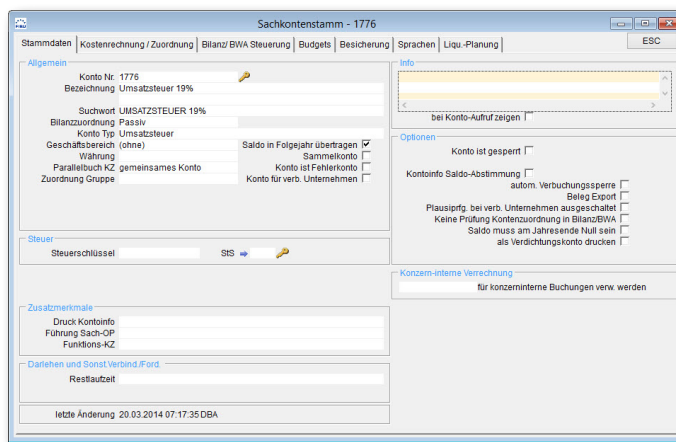 Sachkontenstamm - 1776
FIBU
Stammdaten Kostenrechnung / Zuordnung Bilanz/ BWA Steuerung Budgets Besicherung Sprachen Liqu.-Planung ESC
Allgemein
Konto Nr. 1776
Bezeichnung Umsatzsteuer 19%
Suchwort UMSATZSTEUER 19%
Bilanzzuordnung Passiv
Konto Typ Umsatzsteuer
Geschäftsbereich (ohne) Saldo in Folgejahr übertragen
Währung Sammelkonto
Parallelbuch KZ gemeinsames Konto Konto ist Fehlerkonto
Zuordnung Gruppe Konto für verb. Unternehmen
Steuer
Steuerschlüssel StS
Zusatzmerkmale
Druck Kontoinfo
Führung Sach-OP
Funktions-KZ
Darlehen und Sonst.Verbind./Ford.
Restlaufzeit
letzte Änderung 20.03.2014 07:17:35 DBA
Info
bei Konto-Aufruf zeigen
Optionen
Konto ist gesperrt
Kontoinfo Saldo-Abstimmung
autom. Verbuchungssperre
Beleg Export
Plausiprfg. bei verb. Unternehmen ausgeschaltet
Keine Prüfung Kontenzuordnung in Bilanz/BWA
Saldo muss am Jahresende Null sein
als Verdichtungskonto drucken
Konzern-interne Verrechnung
für konzerninterne Buchungen verw. werden